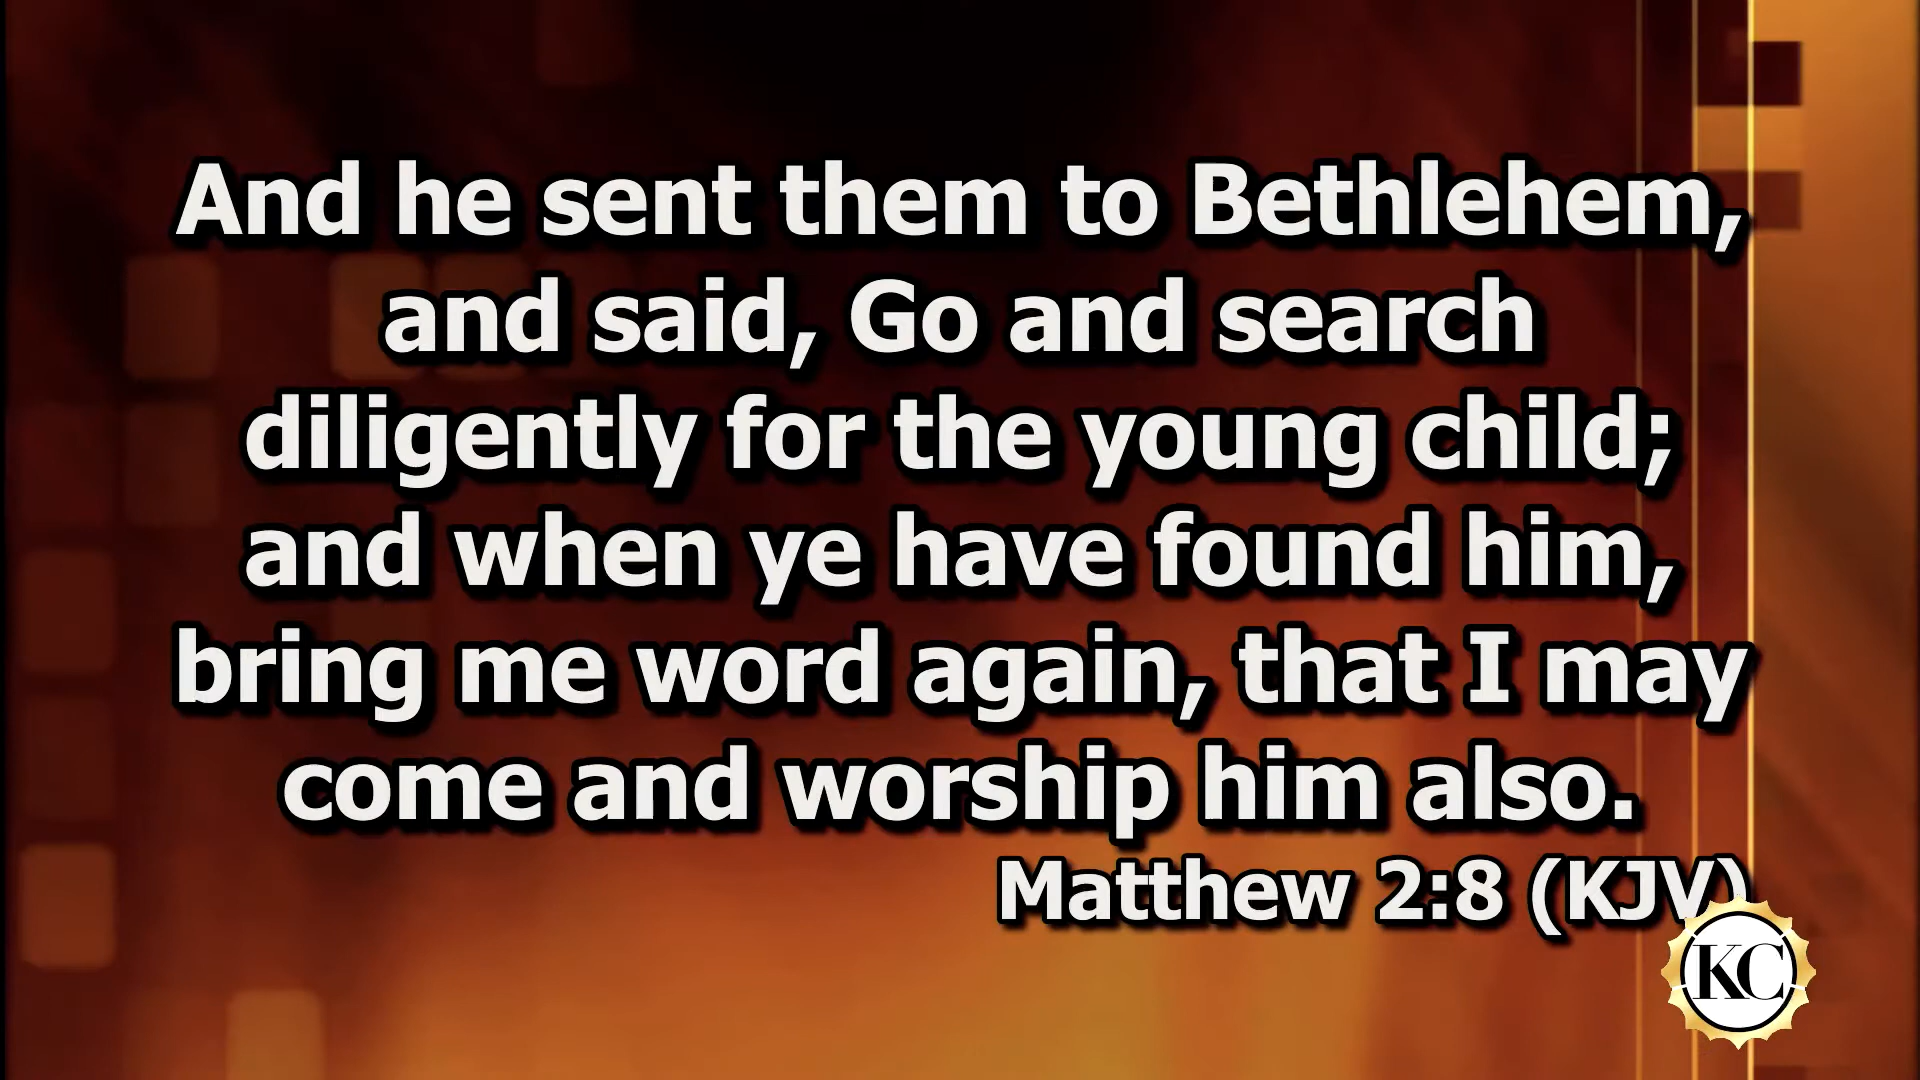 And he sent them to Bethlehem,
and said, Go and search
diligently for the young child;
and when ye have found him,
bring me word again, that I may
come and worship him also.
Matthew 2:8 (KJV)
KC